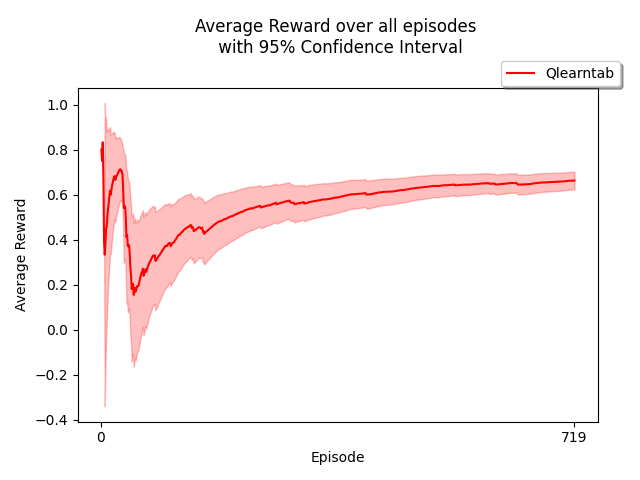 Average Reward over all episodes
with 95% Confidence Interval
Qlearntab
1.0
0.8
0.6
0.4
0.2
0.0
−0.2
−0.4
Average Reward
0
719
Episode